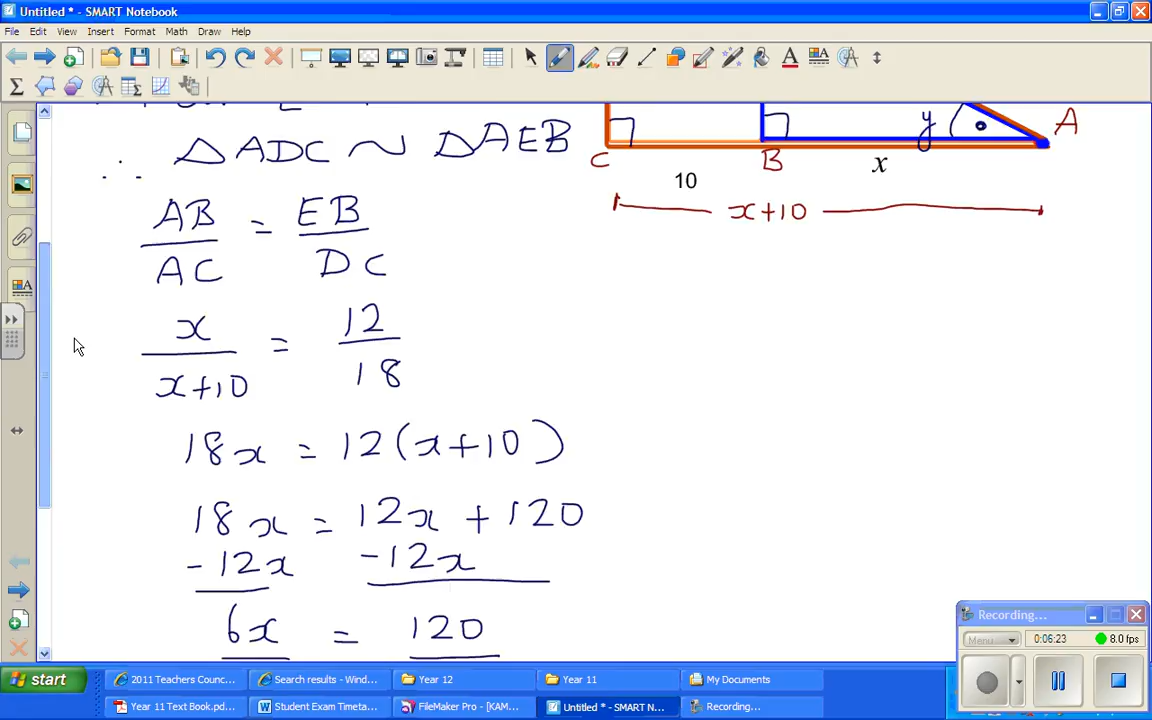 Untitled * - SMART Notebook
File Edit View Insert Format Math Draw Help
∴ △ADC ~ △AEB
AB/AC = EB/DC
x/x+10 = 12/18
18x = 12(x+10)
18x = 12x + 120
-12x -12x
6x = 120
y
A
C
B
x
10
x+10
Recording...
Menu
0:06:23
8.0 fps
start
2011 Teachers Counc...
Search results - Wind...
Year 12
Year 11
My Documents
Year 11 Text Book.pd...
Student Exam Timeta...
FileMaker Pro - [KAM...
Untitled * - SMART N...
Recording...